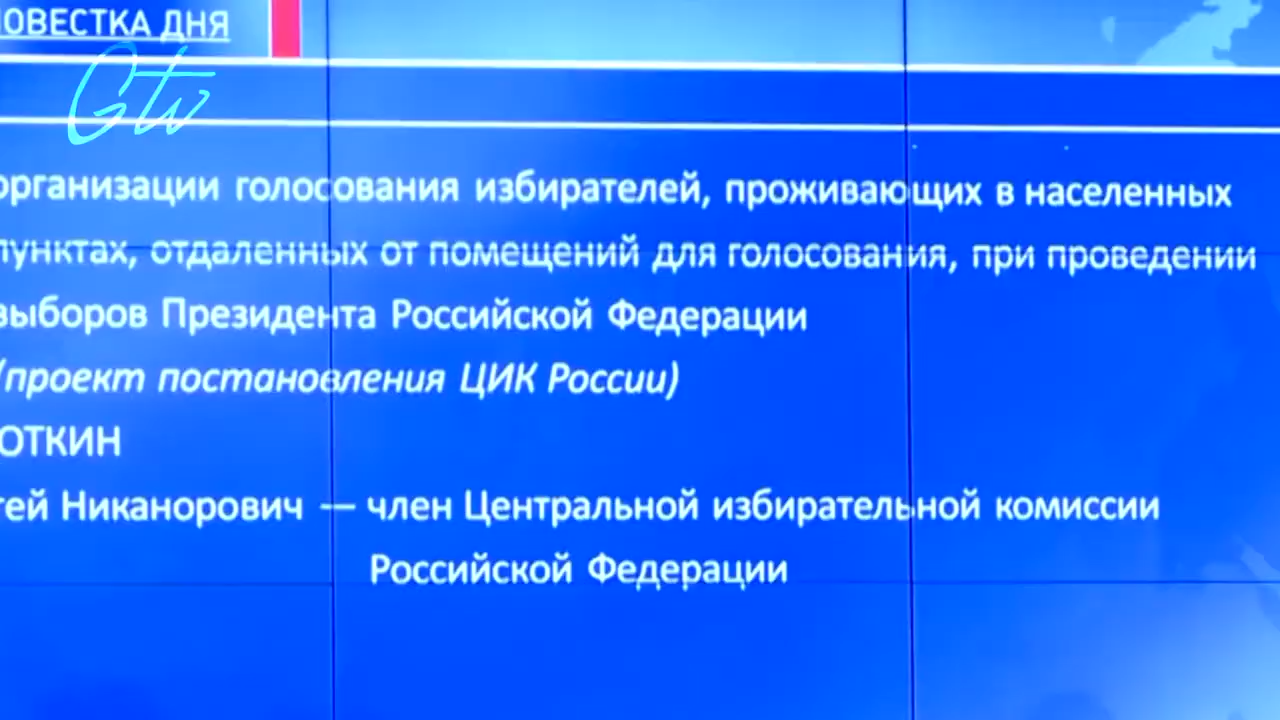 ОВЕСТКА ДНЯ
Gtv
организации голосования избирателей, проживающих в населенных
пунктах, отдаленных от помещений для голосования, при проведении
выборов Президента Российской Федерации
(проект постановления ЦИК России)
ОТКИН
гей Никанорович — член Центральной избирательной комиссии
Российской Федерации